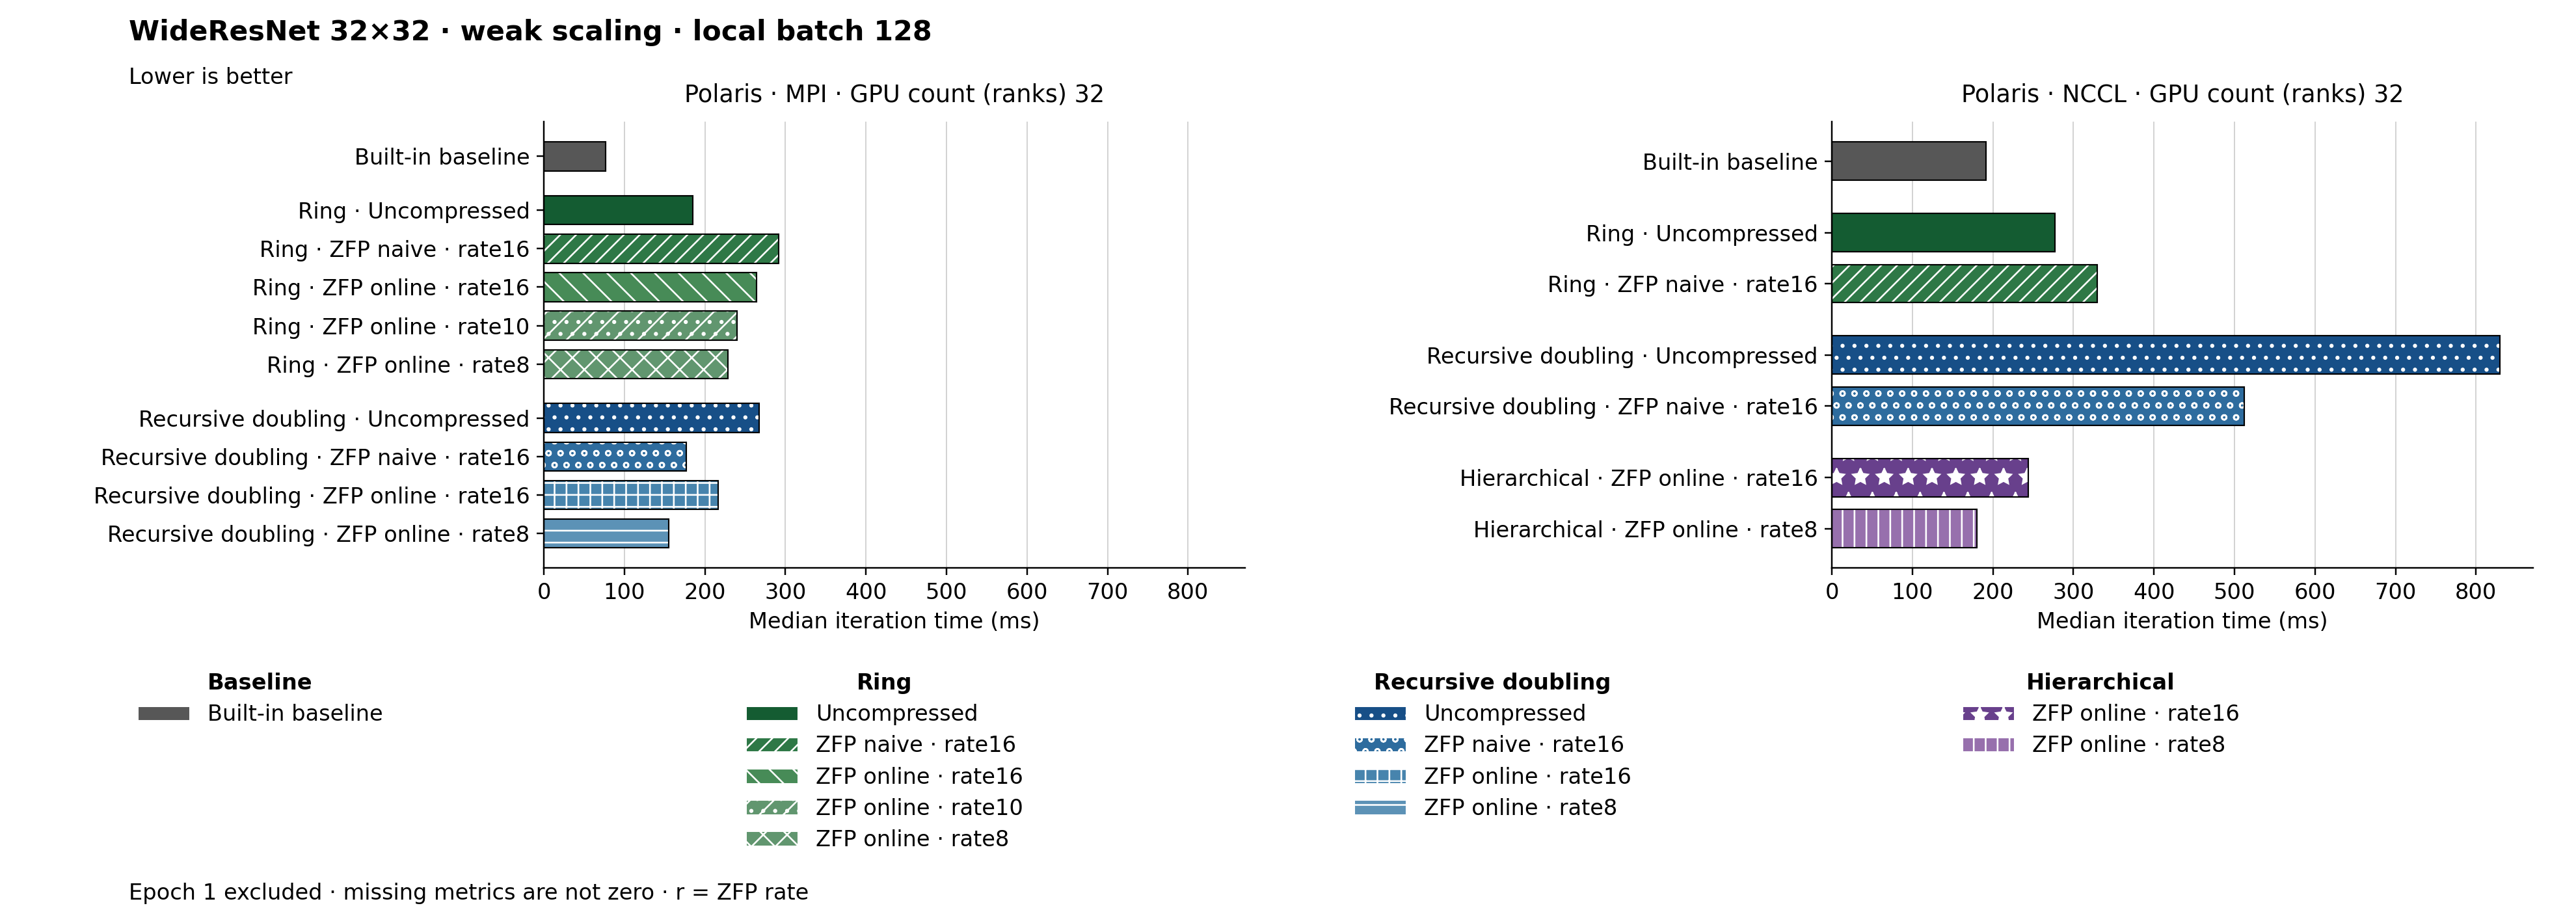 WideResNet 32×32 · weak scaling · local batch 128
Lower is better
Polaris · MPI · GPU count (ranks) 32
Built-in baseline
Ring · Uncompressed
Ring · ZFP naive · rate16
Ring · ZFP online · rate16
Ring · ZFP online · rate10
Ring · ZFP online · rate8
Recursive doubling · Uncompressed
Recursive doubling · ZFP naive · rate16
Recursive doubling · ZFP online · rate16
Recursive doubling · ZFP online · rate8
0 100 200 300 400 500 600 700 800
Median iteration time (ms)
Polaris · NCCL · GPU count (ranks) 32
Built-in baseline
Ring · Uncompressed
Ring · ZFP naive · rate16
Recursive doubling · Uncompressed
Recursive doubling · ZFP naive · rate16
Hierarchical · ZFP online · rate16
Hierarchical · ZFP online · rate8
0 100 200 300 400 500 600 700 800
Median iteration time (ms)
Baseline
Built-in baseline
Ring
Uncompressed
ZFP naive · rate16
ZFP online · rate16
ZFP online · rate10
ZFP online · rate8
Recursive doubling
Uncompressed
ZFP naive · rate16
ZFP online · rate16
ZFP online · rate8
Hierarchical
ZFP online · rate16
ZFP online · rate8
Epoch 1 excluded · missing metrics are not zero · r = ZFP rate